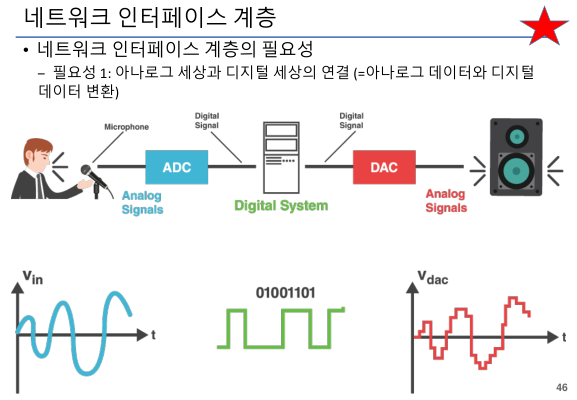 네트워크 인터페이스 계층
• 네트워크 인터페이스 계층의 필요성
– 필요성 1: 아나로그 세상과 디지털 세상의 연결 (=아나로그 데이터와 디지털
데이터 변환)
Microphone
Digital
Signal
Digital
Signal
ADC
DAC
Analog
Signals
Digital System
Analog
Signals
Vin
t
01001101
Vdac
t
46